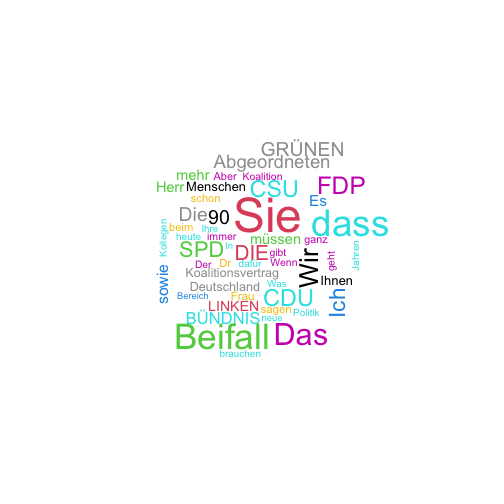 GRÜNEN
Abgeordneten
mehr Aber Koalition
Herr Menschen CSU FDP
schon Es
Die 90 Sie dass
beim Ihre
Kollegen heute In immer müssen ganz
SPD DIE gibt Wir geht Jahren
Der Dr dafür Wenn
Koalitionsvertrag Was Ihnen
sowie Deutschland
Bereich Frau CDU Ich
LINKEN sagen
BÜNDNIS neue Politik
Beifall Das
brauchen